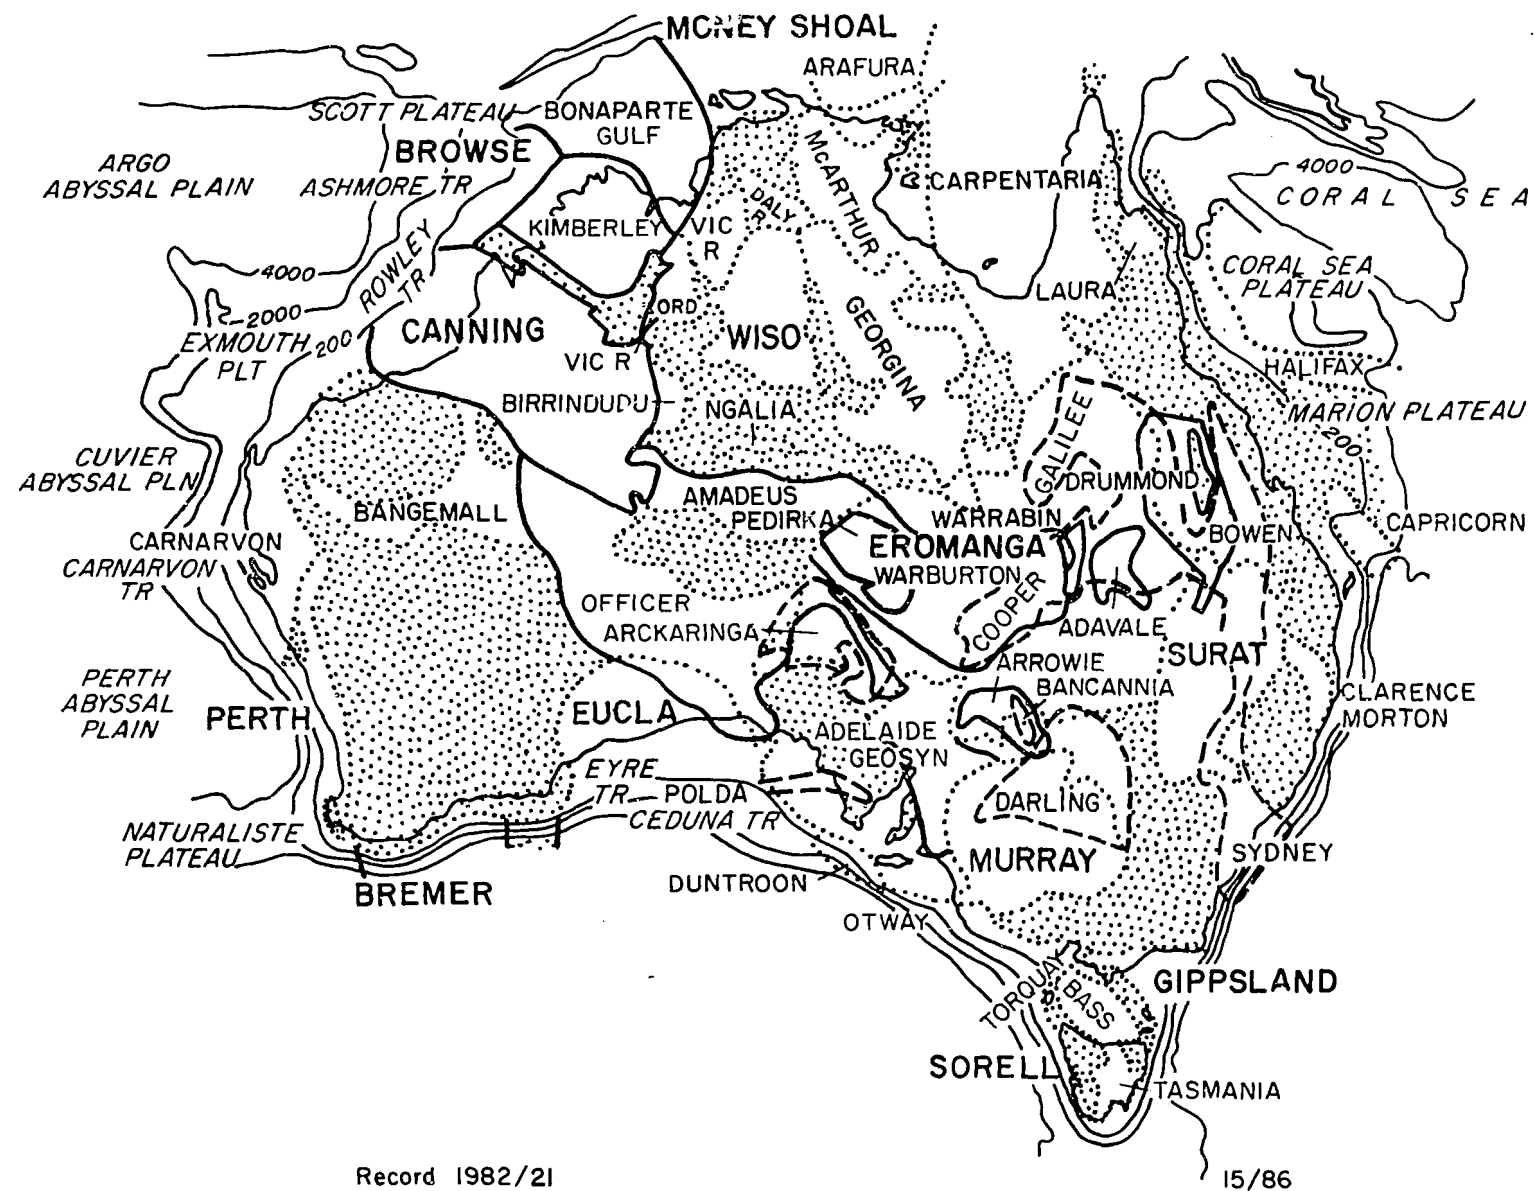 MONEY SHOAL
ARAFURA
SCOTT PLATEAU
BONAPARTE
GULF
BROWSE
ARGO
ABYSSAL PLAIN
ASHMORE TR
McARTHUR
CARPENTARIA
4000
CORAL SEA
DALY
R
KIMBERLEY
VIC
R
ROWLEY
TR
4000
CORAL SEA
PLATEAU
2000
ORD
LAURA
GEORGINA
CANNING
WISO
EXMOUTH
PLT
200
VIC R
HALIFAX
BIRRINDUDU
NGALIA
GALILEE
MARION PLATEAU
200
CUVIER
ABYSSAL PLN
DRUMMOND
AMADEUS
PEDIRKA
BANGEMALL
WARRABIN
BOWEN
CAPRICORN
CARNARVON
CARNARVON
TR
EROMANGA
WARBURTON
COOPER
OFFICER
ARCKARINGA
ADAVALE
SURAT
ARROWIE
BANCANNIA
PERTH
ABYSSAL
PLAIN
PERTH
EUCLA
CLARENCE
MORTON
ADELAIDE
GEOSYN
EYRE
TR
POLDA
CEDUNA TR
DARLING
NATURALISTE
PLATEAU
MURRAY
SYDNEY
BREMER
DUNTROON
OTWAY
TORQUAY
BASS
GIPPSLAND
SORELL
TASMANIA
Record 1982/21
15/86